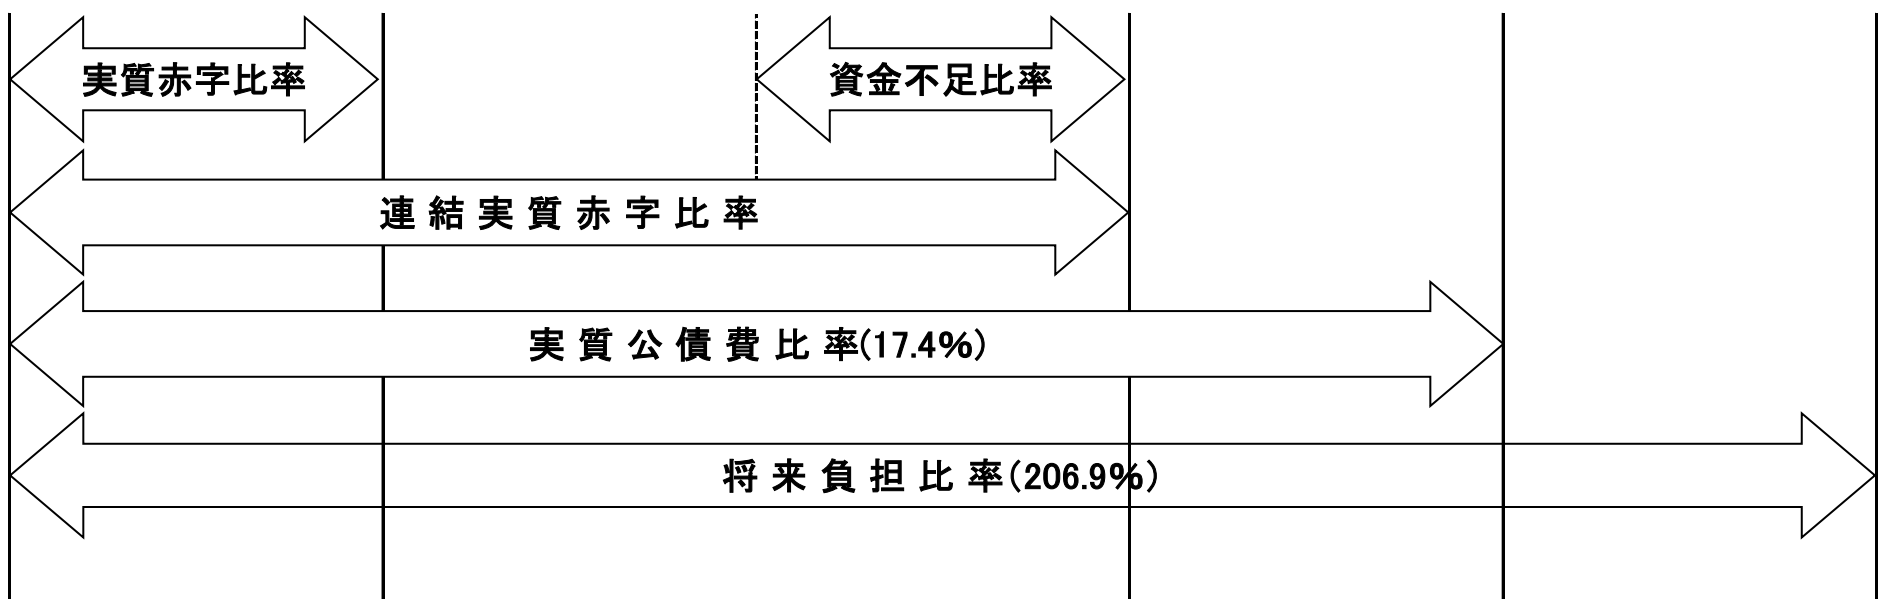 実質赤字比率
資金不足比率
連結実質赤字比率
実質公債費比率(17.4%)
将来負担比率(206.9%)